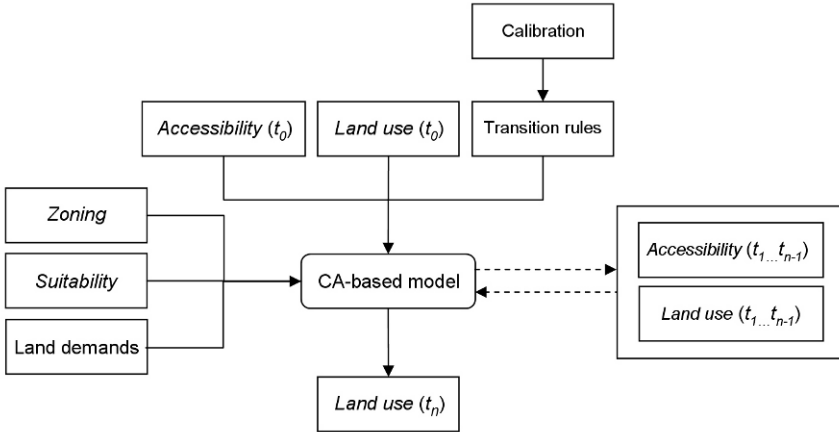 Calibration
Accessibility (t0)
Land use (t0)
Transition rules
Zoning
Suitability
Land demands
CA-based model
Accessibility (t1...tn-1)
Land use (t1...tn-1)
Land use (tn)